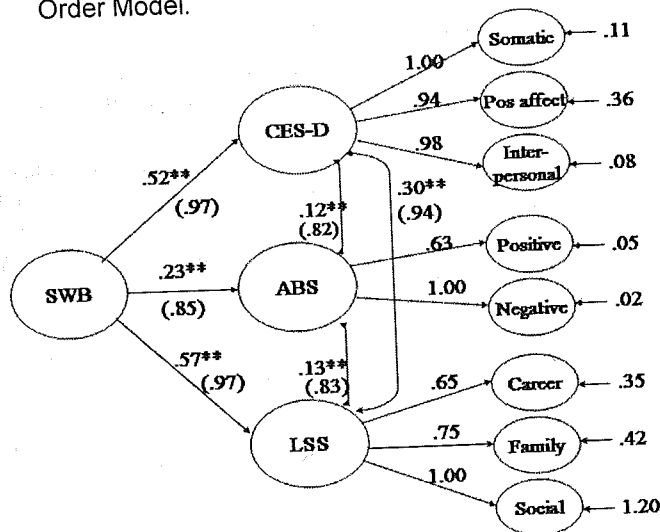 Order Model.
Somatic
.11
1.00
.94
Pos affect
.36
CES-D
.98
Inter-
personal
.08
.52**
(.97)
.12**
(.82)
.30**
(.94)
.63
Positive
.05
SWB
.23**
(.85)
ABS
1.00
Negative
.02
.57**
(.97)
.13**
(.83)
.65
Career
.35
LSS
.75
Family
.42
1.00
Social
1.20